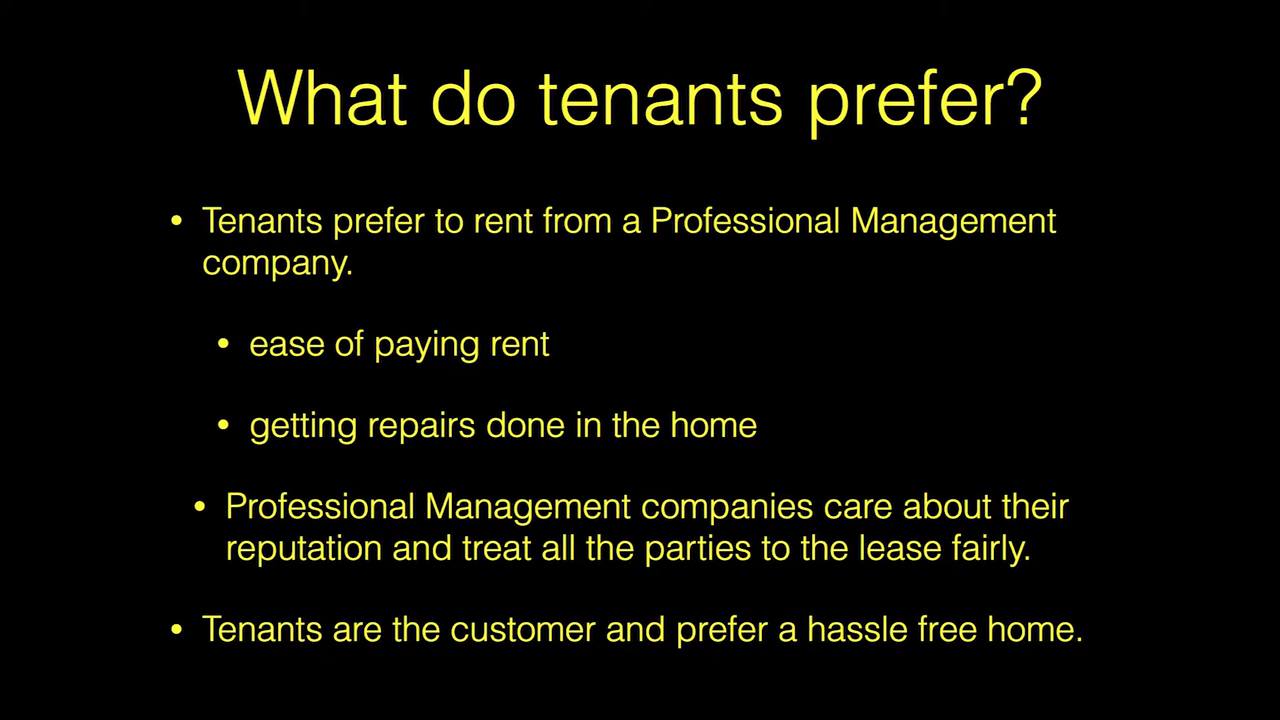 What do tenants prefer?
• Tenants prefer to rent from a Professional Management
company.
• ease of paying rent
• getting repairs done in the home
• Professional Management companies care about their
reputation and treat all the parties to the lease fairly.
• Tenants are the customer and prefer a hassle free home.